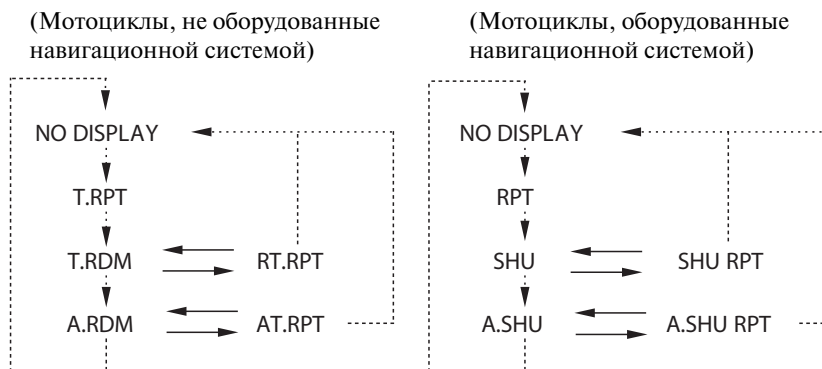 (Мотоциклы, не оборудованные
навигационной системой)
NO DISPLAY
T.RPT
T.RDM RT.RPT
A.RDM AT.RPT
(Мотоциклы, оборудованные
навигационной системой)
NO DISPLAY
RPT
SHU SHU RPT
A.SHU A.SHU RPT